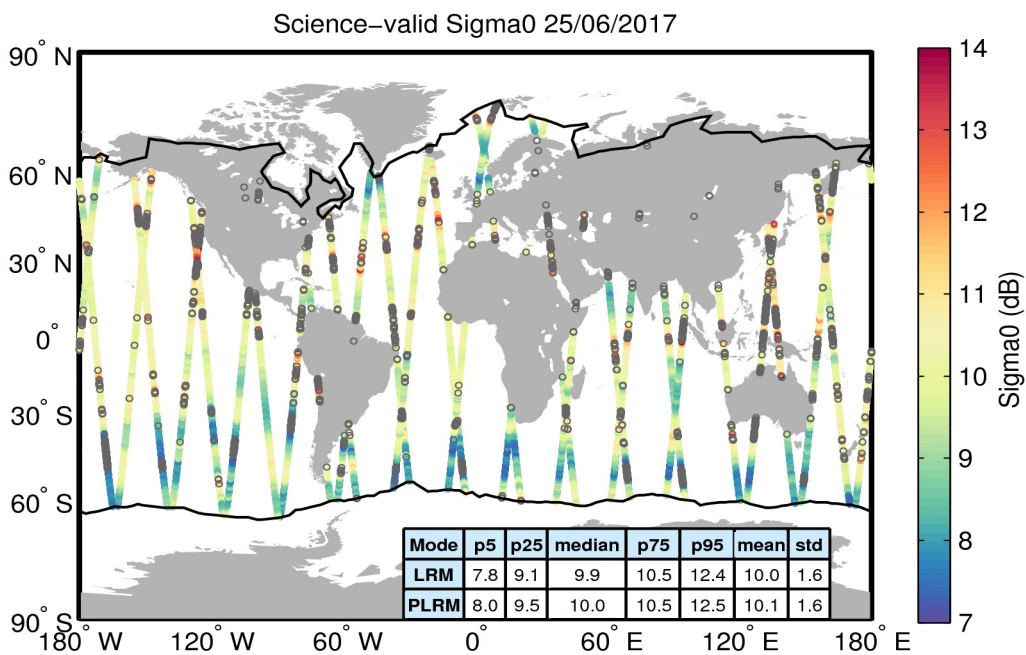 Science−valid Sigma0 25/06/2017
90° N
60° N
30° N
0°
30° S
60° S
90° S
180° W 120° W 60° W 0° 60° E 120° E 180° E
Mode p5 p25 median p75 p95 mean std
LRM 7.8 9.1 9.9 10.5 12.4 10.0 1.6
PLRM 8.0 9.5 10.0 10.5 12.5 10.1 1.6
14
13
12
11
10
9
8
7
Sigma0 (dB)